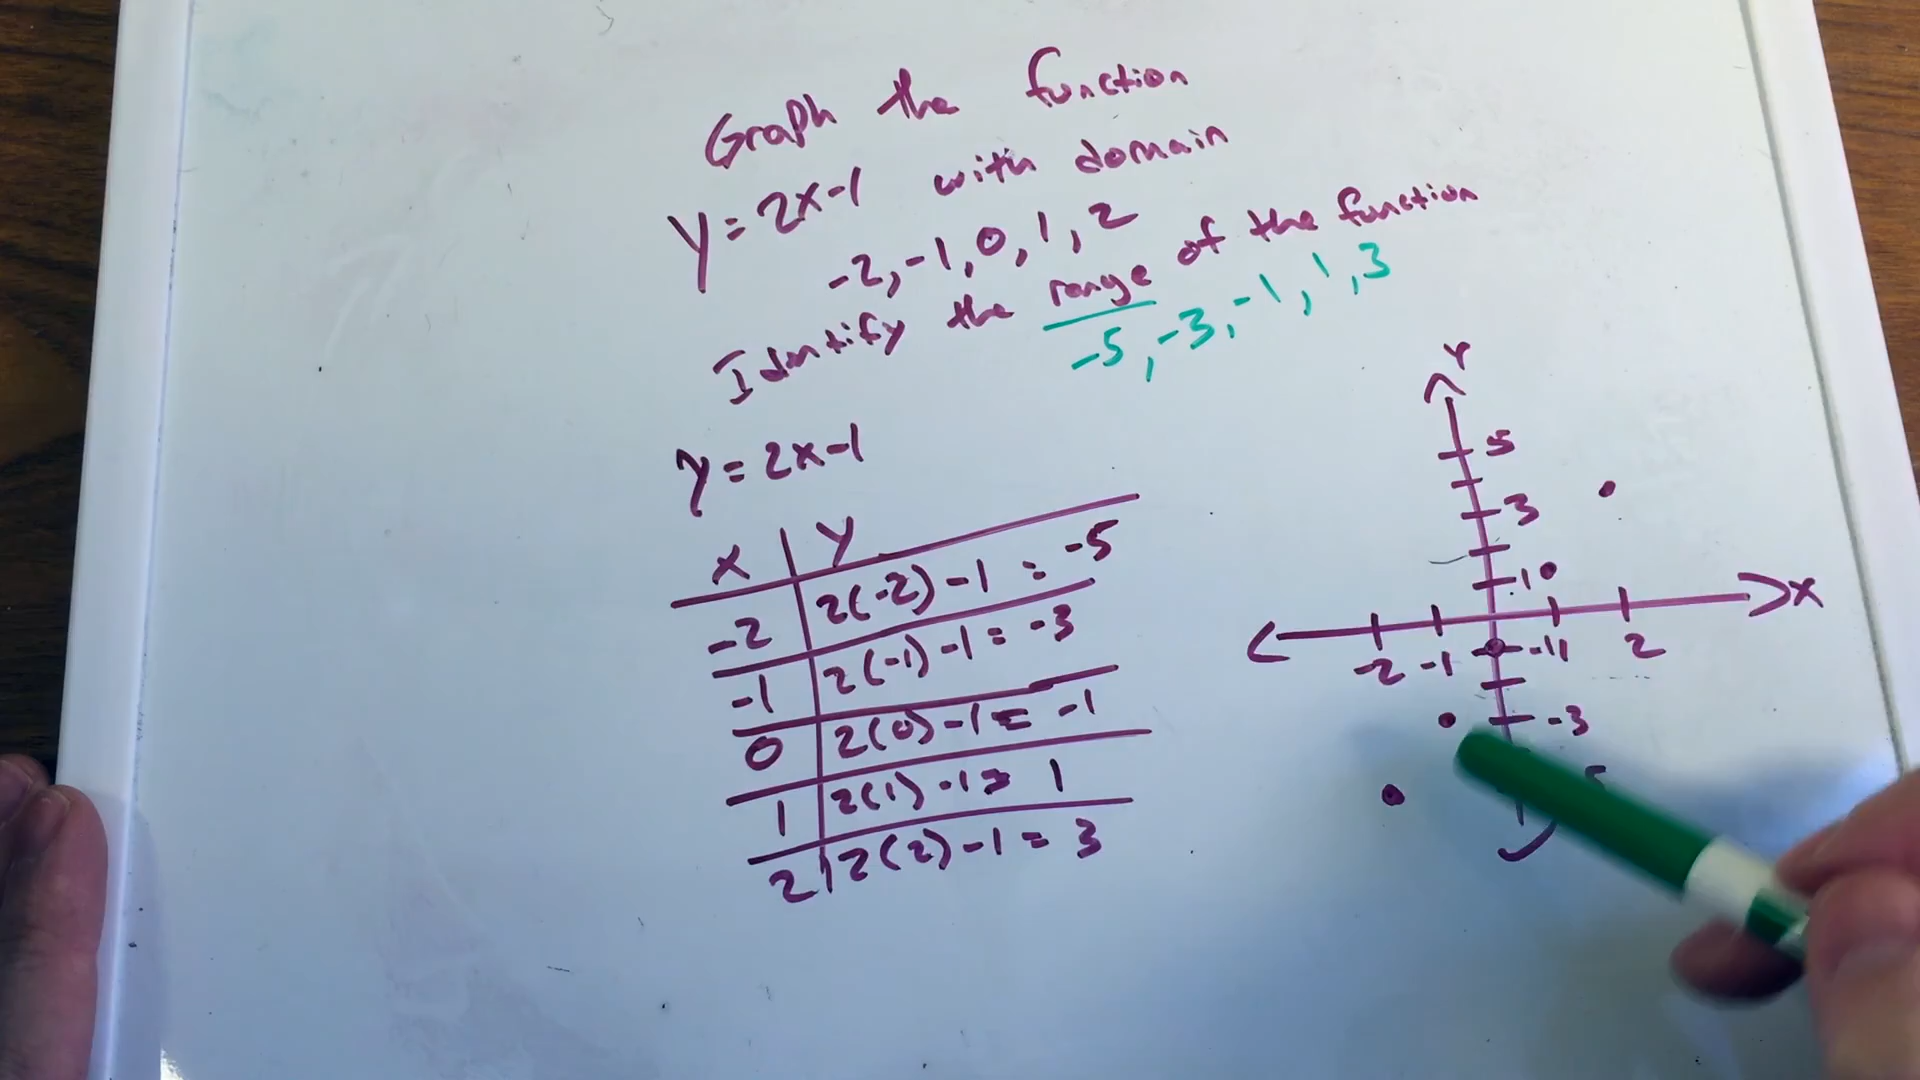 Graph the function
y=2x-1 with domain
-2,-1,0,1,2
Identify the range of the function
-5,-3,-1,1,3
y=2x-1
x y
-2 2(-2)-1=-5
-1 2(-1)-1=-3
0 2(0)-1=-1
1 2(1)-1=1
2 2(2)-1=3
Y
5
3
1
X
-2 -1 -1 1 2
-3